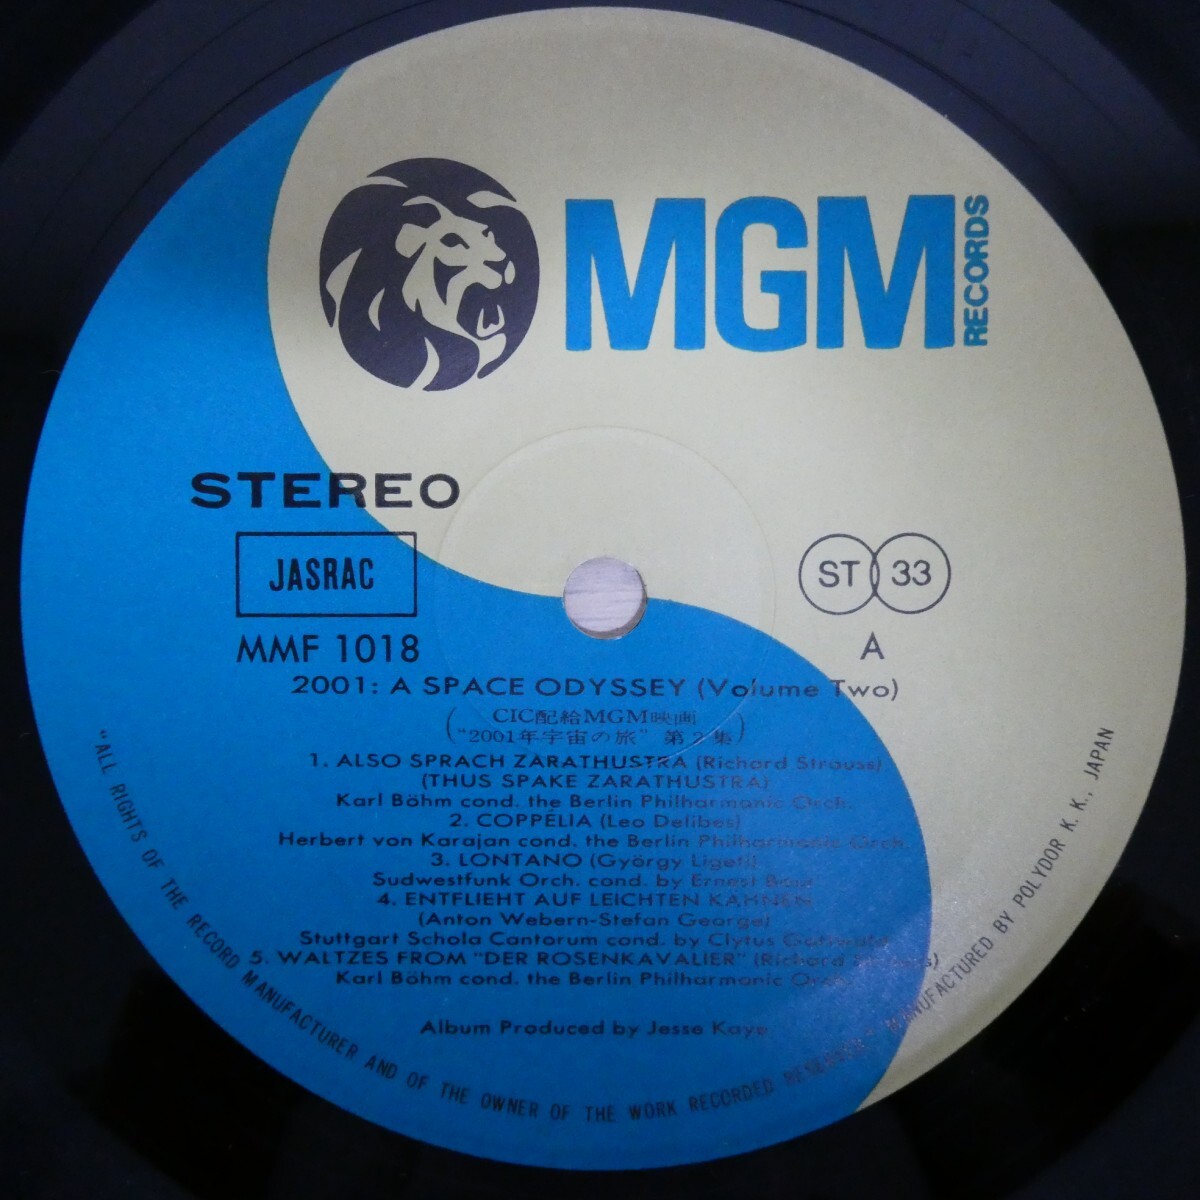 MGM
RECORDS
STEREO
JASRAC
MMF 1018
ST 33
A
2001: A SPACE ODYSSEY (Volume Two)
(CIC配給MGM映画
"2001年宇宙の旅" 第2集)
1. ALSO SPRACH ZARATHUSTRA (Richard Strauss)
(THUS SPAKE ZARATHUSTRA)
Karl Böhm cond. the Berlin Philharmonic Orch.
2. COPPÉLIA (Leo Delibes)
Herbert von Karajan cond. the Berlin Philharmonic Orch.
3. LONTANO (György Ligeti)
Sudwestfunk Orch. cond. by Ernest Bour
4. ENTFLIEHT AUF LEICHTEN KÄHNEN
(Anton Webern-Stefan George)
Stuttgart Schola Cantorum cond. by Clytus
5. WALTZES FROM "DER ROSENKAVALIER" (Richard Strauss)
Karl Böhm cond. the Berlin Philharmonic Orch.
Album Produced by Jesse Kaye
"ALL RIGHTS OF THE RECORD MANUFACTURER AND OF THE OWNER OF THE WORK RECORDED RESERVED" MANUFACTURED BY POLYDOR K. K., JAPAN